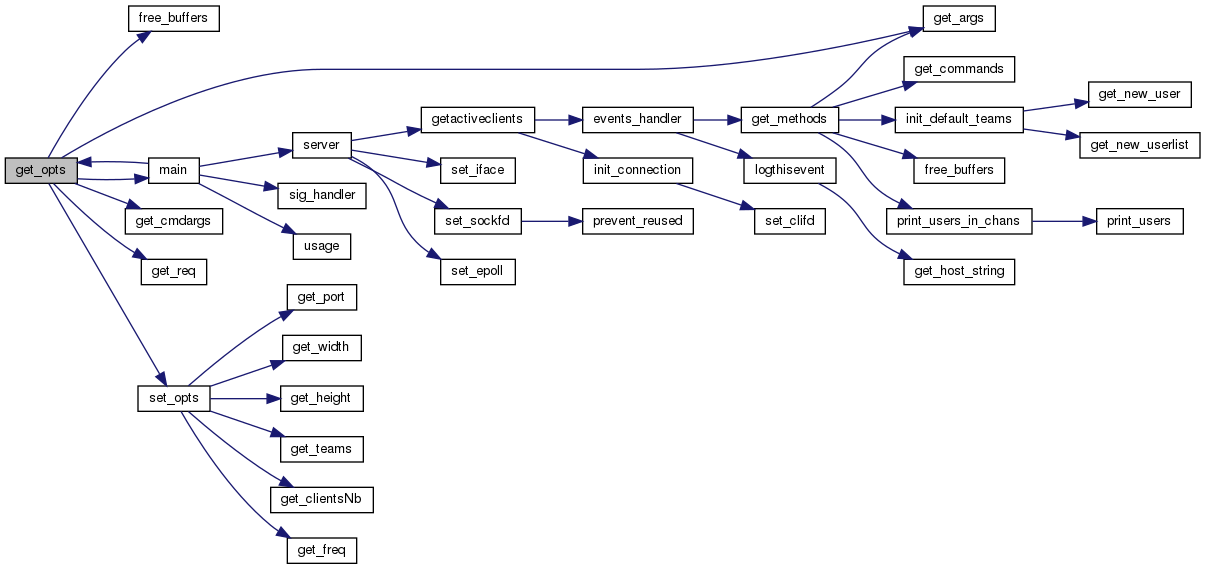 free_buffers
get_args
get_commands
get_new_user
getactiveclients
events_handler
get_methods
init_default_teams
server
get_new_userlist
get_opts
main
set_iface
init_connection
logthisevent
free_buffers
sig_handler
get_cmdargs
set_sockfd
prevent_reused
set_clifd
print_users_in_chans
print_users
usage
get_req
set_epoll
get_host_string
get_port
get_width
set_opts
get_height
get_teams
get_clientsNb
get_freq